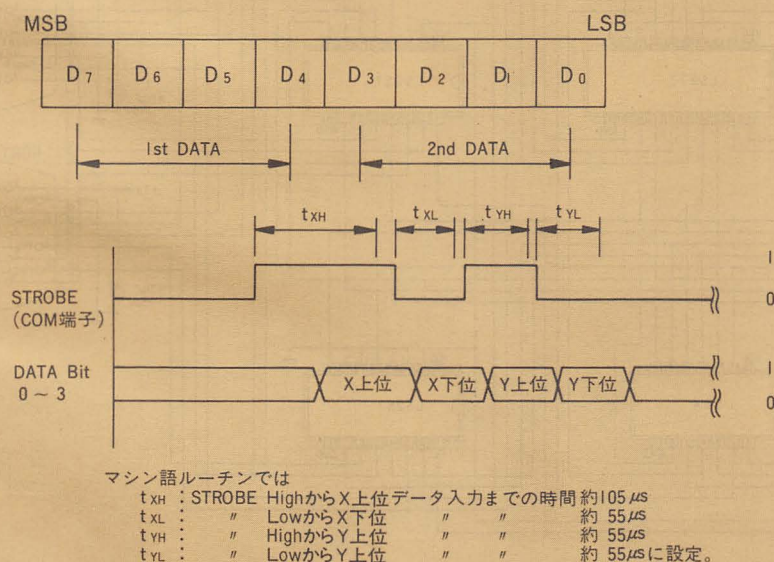 MSB LSB
D7 D6 D5 D4 D3 D2 D1 D0
1st DATA 2nd DATA
tXH tXL tYH tYL
1
STROBE 0
(COM端子)
DATA Bit X上位 X下位 Y上位 Y下位 1
0～3 0
マシン語ルーチンでは
tXH : STROBE HighからX上位データ入力までの時間約105μs
tXL : 〃 LowからX下位 〃 〃 約 55μs
tYH : 〃 HighからY上位 〃 〃 約 55μs
tYL : 〃 LowからY上位 〃 〃 約 55μsに設定。